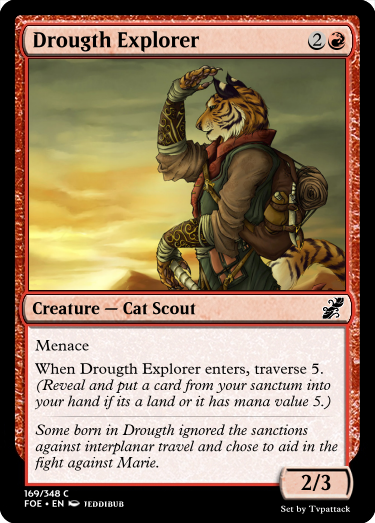 Drougth Explorer 2
Creature — Cat Scout
Menace
When Drougth Explorer enters, traverse 5.
(Reveal and put a card from your sanctum into
your hand if its a land or it has mana value 5.)
Some born in Drougth ignored the sanctions
against interplanar travel and chose to aid in the
fight against Marie.
2/3
169/348 C
FOE • EN JEDDIBUB
Set by Tvpattack